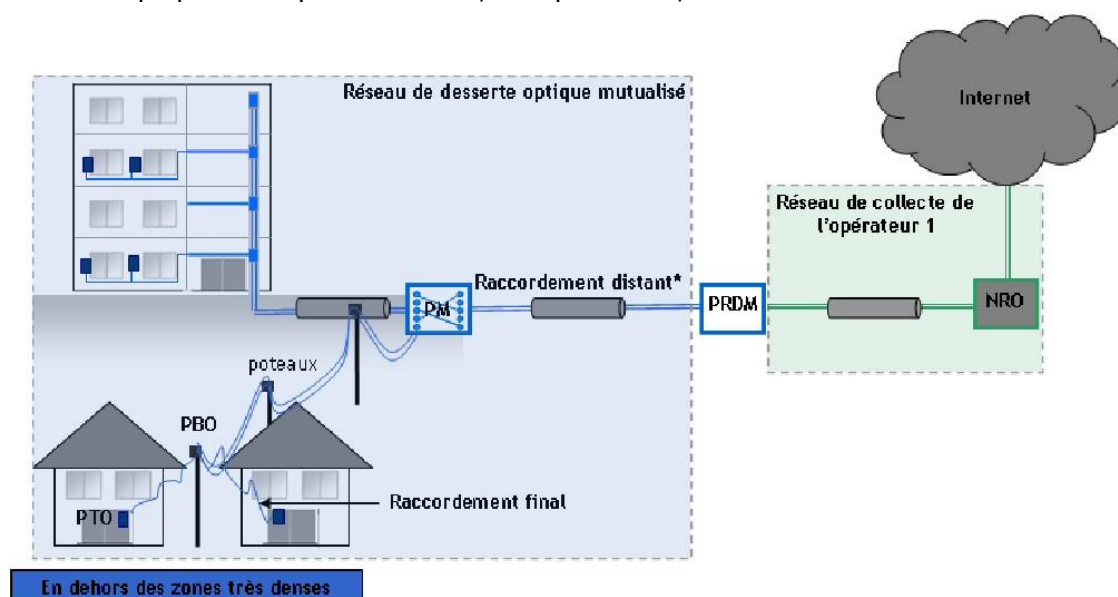 Réseau de desserte optique mutualisé
Internet
Réseau de collecte de
l'opérateur 1
Raccordement distant*
PM
PRDM
NRO
poteaux
PBO
PTO
Raccordement final
En dehors des zones très denses